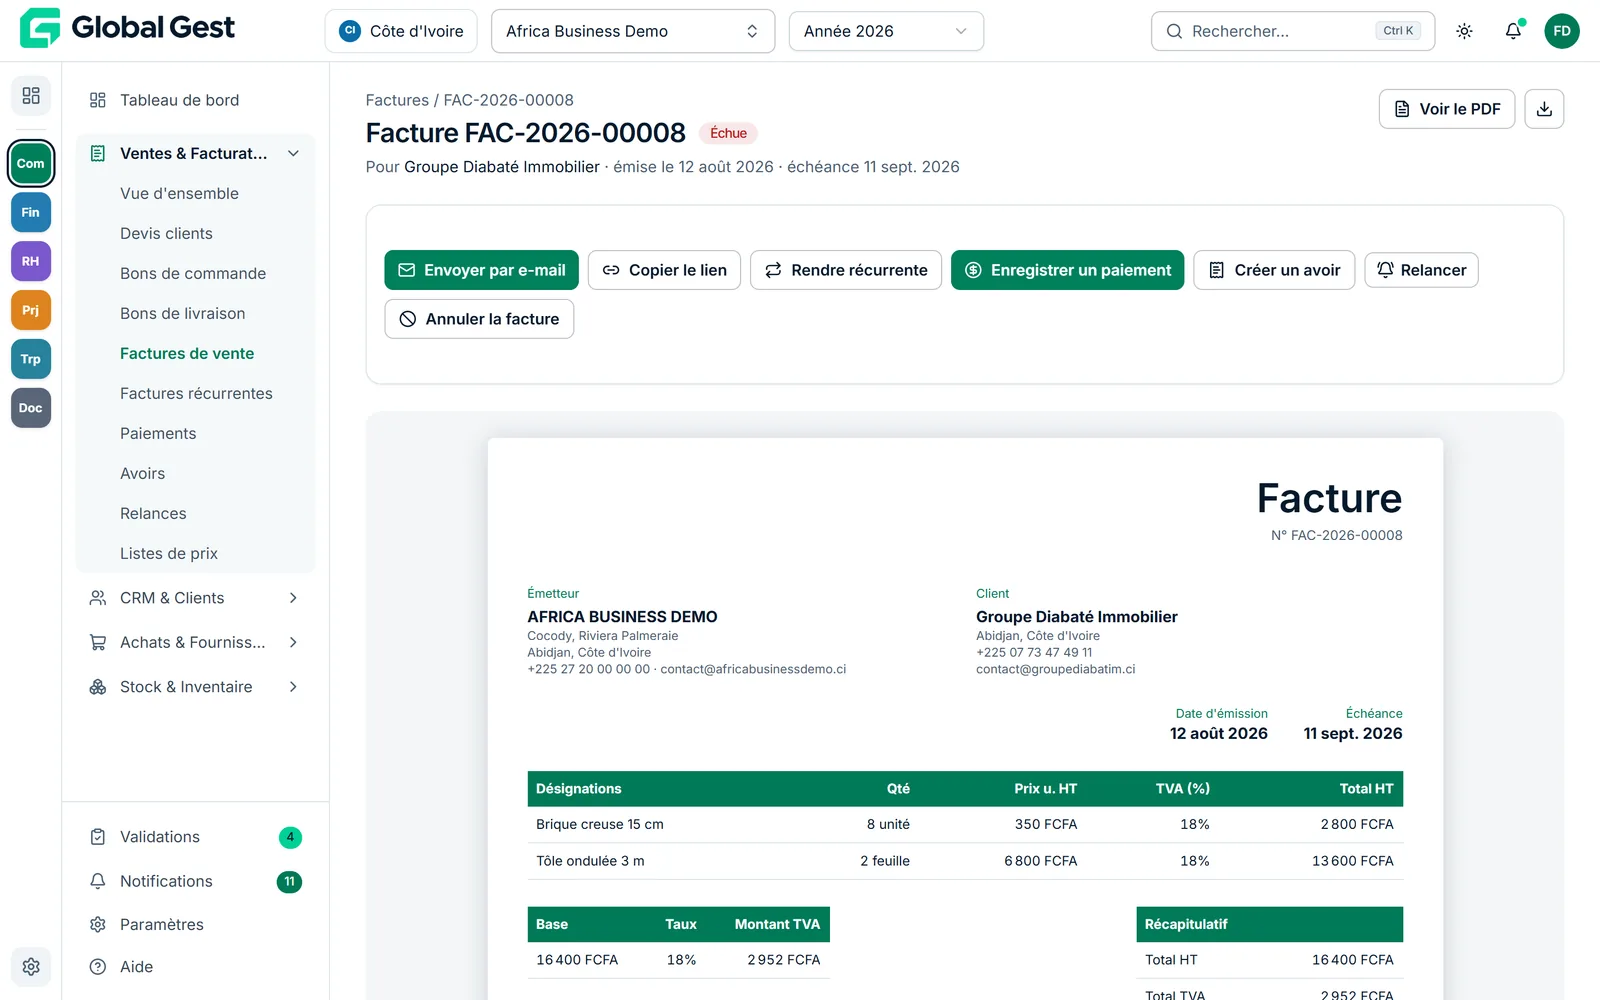 Global Gest
CI Côte d'Ivoire
Africa Business Demo
Année 2026
Rechercher... Ctrl K
FD
Com
Fin
RH
Prj
Trp
Doc
Tableau de bord
Ventes & Facturat...
Vue d'ensemble
Devis clients
Bons de commande
Bons de livraison
Factures de vente
Factures récurrentes
Paiements
Avoirs
Relances
Listes de prix
CRM & Clients
Achats & Fourniss...
Stock & Inventaire
Validations 4
Notifications 11
Paramètres
Aide
Factures / FAC-2026-00008
Facture FAC-2026-00008 Échue
Pour Groupe Diabaté Immobilier · émise le 12 août 2026 · échéance 11 sept. 2026
Voir le PDF
Envoyer par e-mail Copier le lien Rendre récurrente Enregistrer un paiement Créer un avoir Relancer
Annuler la facture
Facture
N° FAC-2026-00008
Émetteur
AFRICA BUSINESS DEMO
Cocody, Riviera Palmeraie
Abidjan, Côte d'Ivoire
+225 27 20 00 00 00 · contact@africabusinessdemo.ci
Client
Groupe Diabaté Immobilier
Abidjan, Côte d'Ivoire
+225 07 73 47 49 11
contact@groupediabatim.ci
Date d'émission Échéance
12 août 2026 11 sept. 2026
Désignations Qté Prix u. HT TVA (%) Total HT
Brique creuse 15 cm 8 unité 350 FCFA 18% 2 800 FCFA
Tôle ondulée 3 m 2 feuille 6 800 FCFA 18% 13 600 FCFA
Base Taux Montant TVA
16 400 FCFA 18% 2 952 FCFA
Récapitulatif
Total HT 16 400 FCFA
Total TVA 2 952 FCFA